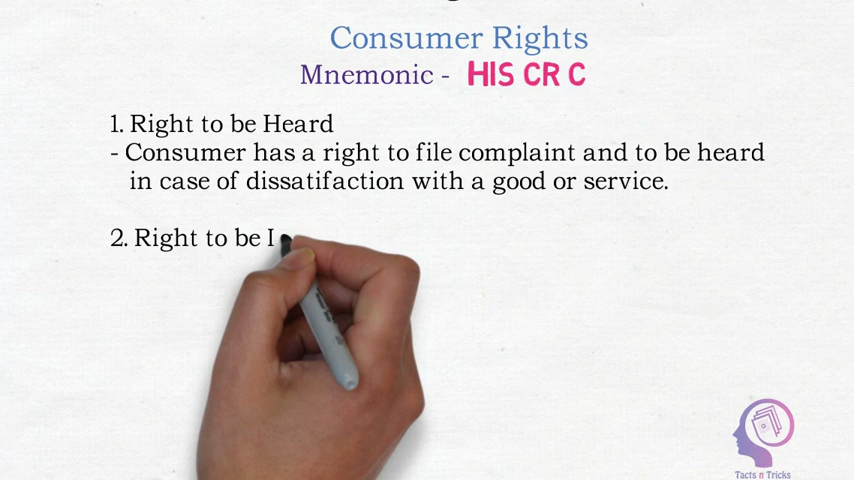 Consumer Rights
Mnemonic - HIS CR C
1. Right to be Heard
- Consumer has a right to file complaint and to be heard
in case of dissatifaction with a good or service.
2. Right to be I
Tacts n Tricks